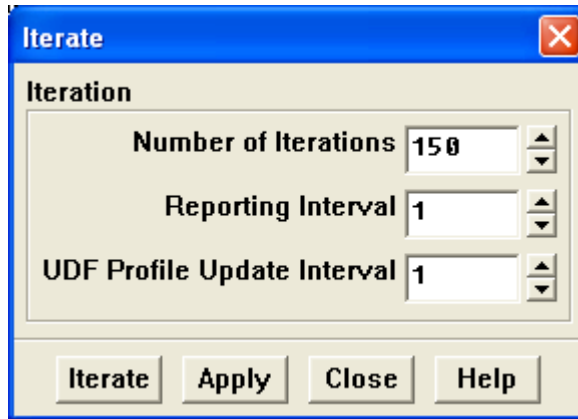 Iterate
Iteration
Number of Iterations 150
Reporting Interval 1
UDF Profile Update Interval 1
Iterate Apply Close Help